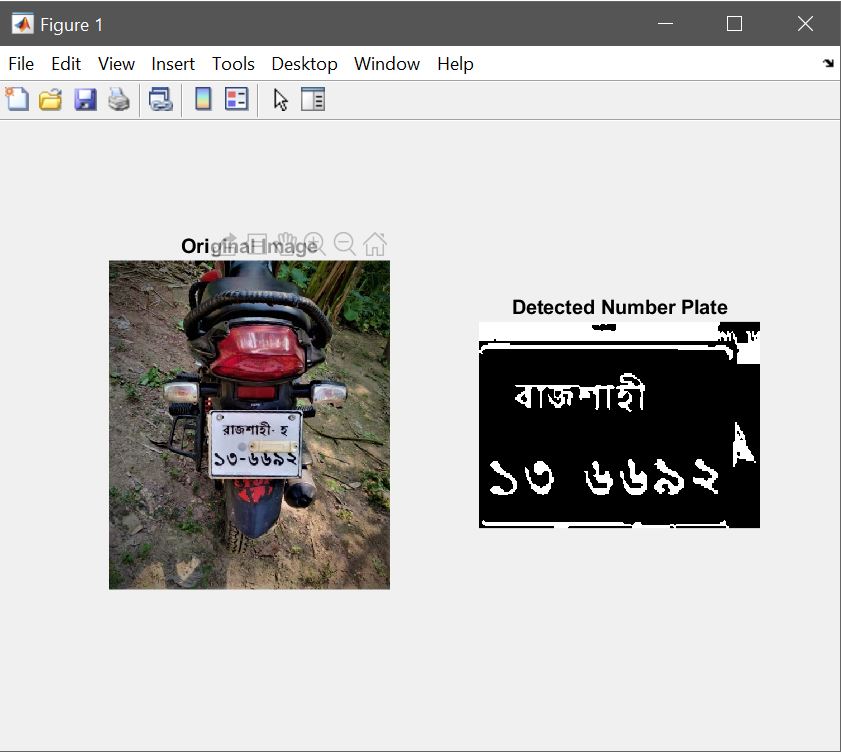 Figure 1
File Edit View Insert Tools Desktop Window Help
Original Image
রাজশাহী- হ
১৩-৬৬৯২
Detected Number Plate
রাজশাহী
১৩ ৬৬৯২